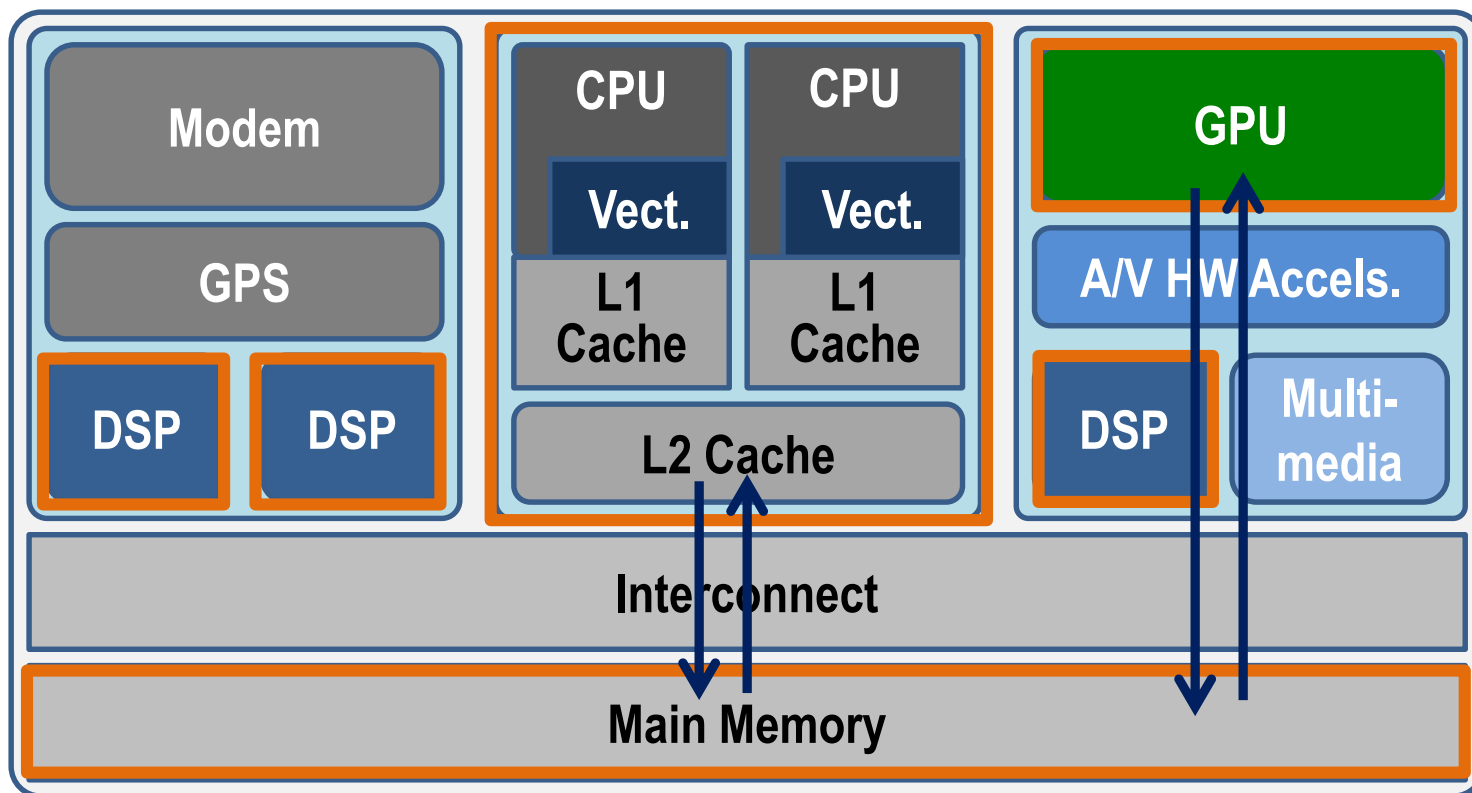 Modem
GPS
DSP
DSP
CPU
Vect.
L1
Cache
CPU
Vect.
L1
Cache
L2 Cache
GPU
A/V HW Accels.
DSP
Multi-
media
Interconnect
Main Memory